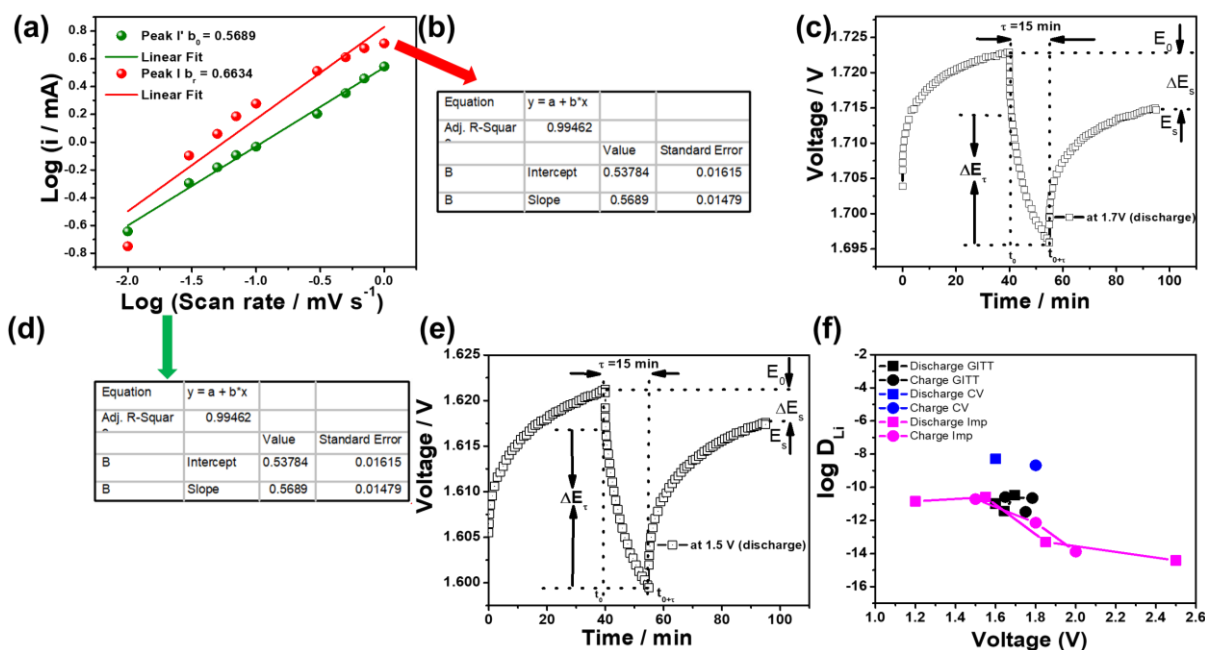 (a)
Peak I' b₀ = 0.5689
Linear Fit
Peak I bᵣ = 0.6634
Linear Fit
Log (i / mA)
0.8
0.6
0.4
0.2
0.0
-0.2
-0.4
-0.6
-0.8
-2.0 -1.5 -1.0 -0.5 0.0
Log (Scan rate / mV s⁻¹)
(b)
Equation y = a + b*x
Adj. R-Squar 0.99462
Value Standard Error
B Intercept 0.53784 0.01615
B Slope 0.5689 0.01479
(c)
τ =15 min
E₀
ΔEₛ
Eₛ
ΔE_τ
at 1.7V (discharge)
t₀ t₀₊τ
Voltage / V
1.725
1.720
1.715
1.710
1.705
1.700
1.695
0 20 40 60 80 100
Time / min
(d)
Equation y = a + b*x
Adj. R-Squar 0.99462
Value Standard Error
B Intercept 0.53784 0.01615
B Slope 0.5689 0.01479
(e)
τ =15 min
E₀
ΔEₛ
Eₛ
ΔE_τ
at 1.5 V (discharge)
t₀ t₀₊τ
Voltage / V
1.625
1.620
1.615
1.610
1.605
1.600
0 20 40 60 80 100
Time / min
(f)
Discharge GITT
Charge GITT
Discharge CV
Charge CV
Discharge Imp
Charge Imp
log D_Li
-2
-4
-6
-8
-10
-12
-14
-16
1.0 1.2 1.4 1.6 1.8 2.0 2.2 2.4 2.6
Voltage (V)